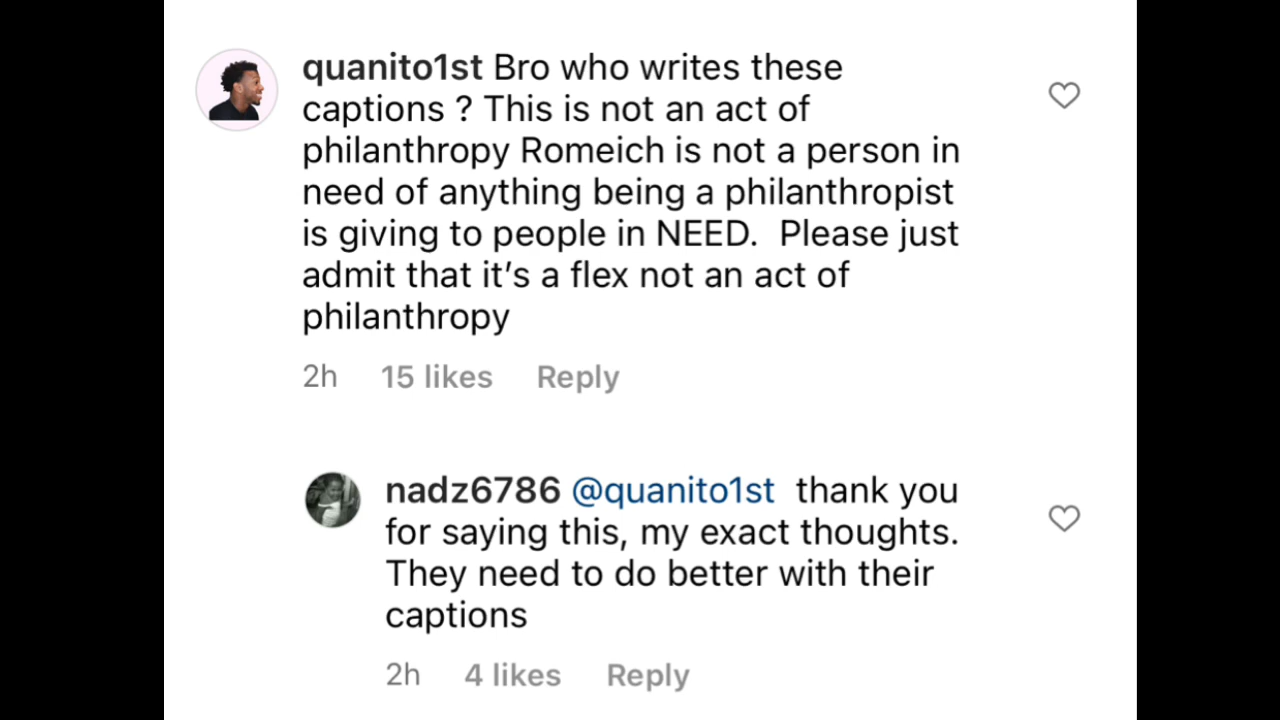 quanito1st Bro who writes these
captions ? This is not an act of
philanthropy Romeich is not a person in
need of anything being a philanthropist
is giving to people in NEED.  Please just
admit that it’s a flex not an act of
philanthropy
2h 15 likes Reply
nadz6786 @quanito1st  thank you
for saying this, my exact thoughts.
They need to do better with their
captions
2h 4 likes Reply